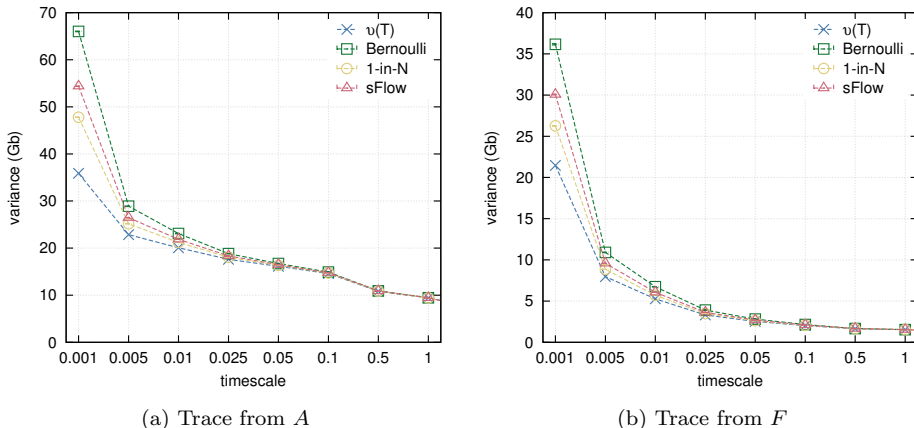 70
60
50
40
30
20
10
0
variance (Gb)
υ(T)
Bernoulli
1-in-N
sFlow
0.001 0.005 0.01 0.025 0.05 0.1 0.5 1
timescale
(a) Trace from A
40
35
30
25
20
15
10
5
0
variance (Gb)
υ(T)
Bernoulli
1-in-N
sFlow
0.001 0.005 0.01 0.025 0.05 0.1 0.5 1
timescale
(b) Trace from F